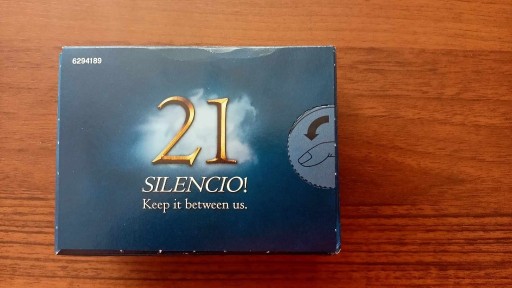 6294189
21
SILENCIO!
Keep it between us.